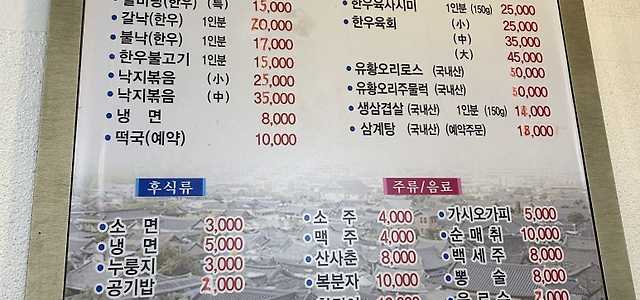 (한우) (특) 15,000
갈낙(한우) 1인분 20,000
불낙(한우) 1인분 17,000
한우불고기 1인분 15,000
낙지볶음 (소) 25,000
낙지볶음 (중) 35,000
냉 면 8,000
떡국(예약) 10,000
한우육사시미 1인분 (150g) 25,000
한우육회 (小) 25,000
(中) 35,000
(大) 45,000
유황오리로스 (국내산) 50,000
유황오리주물럭 (국내산) 50,000
생삼겹살(국내산) 1인분 (150g) 14,000
삼계탕 (국내산) (예약주문) 18,000
후식류
소 면 3,000
냉 면 5,000
누룽지 3,000
공기밥 2,000
주류/음료
소 주 4,000
맥 주 4,000
산사춘 8,000
복분자 10,000
가시오가피 5,000
순 매 취 10,000
백 세 주 8,000
뽕 술 8,000